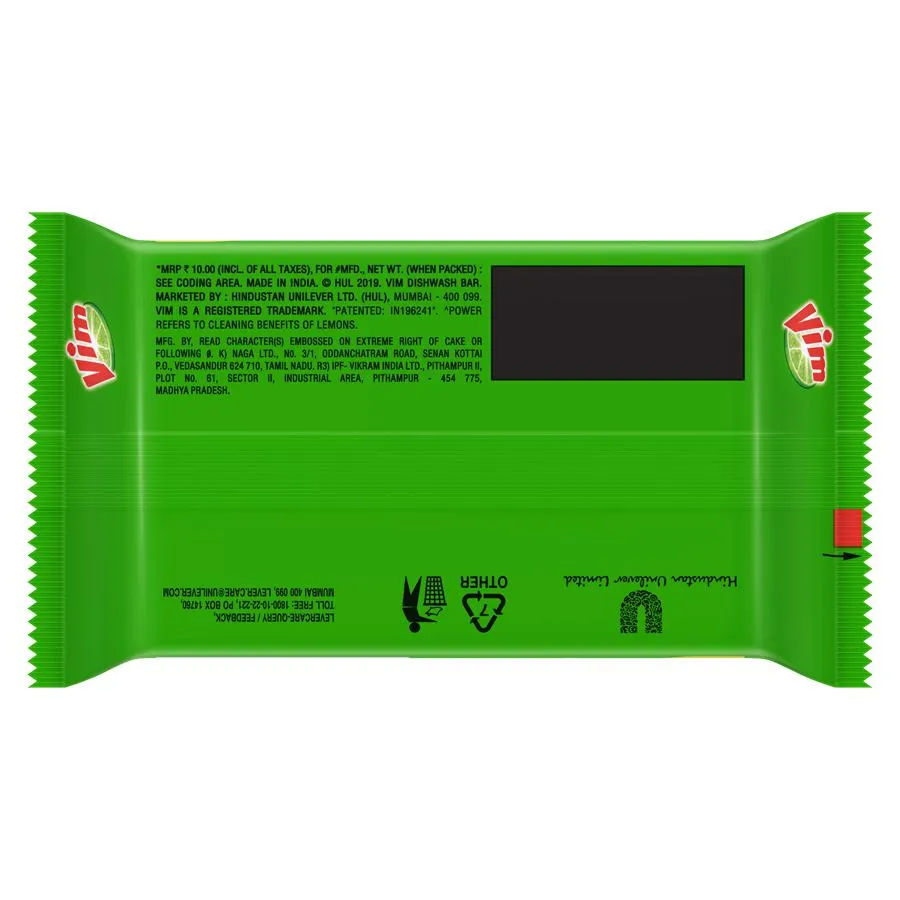 *MRP ₹ 10.00 (INCL. OF ALL TAXES), FOR #MFD., NET WT. (WHEN PACKED) :
SEE CODING AREA. MADE IN INDIA. © HUL 2019. VIM DISHWASH BAR.
MARKETED BY : HINDUSTAN UNILEVER LTD. (HUL), MUMBAI - 400 099.
VIM IS A REGISTERED TRADEMARK. "PATENTED: IN196241". ^POWER
REFERS TO CLEANING BENEFITS OF LEMONS.
MFG. BY, READ CHARACTER(S) EMBOSSED ON EXTREME RIGHT OF CAKE OR
FOLLOWING Ø. K) NAGA LTD., No. 3/1, ODDANCHATRAM ROAD, SENAN KOTTAI
P.O., VEDASANDUR 624 710, TAMIL NADU. R3) IPF- VIKRAM INDIA LTD., PITHAMPUR II,
PLOT No. 61, SECTOR II, INDUSTRIAL AREA, PITHAMPUR - 454 775,
MADHYA PRADESH.
Vim
Vim
LEVERCARE-QUERY / FEEDBACK,
TOLL FREE: 1800-10-22-221, PO BOX 14760,
MUMBAI 400 099, LEVER.CARE@UNILEVER.COM
7
OTHER
Hindustan Unilever Limited